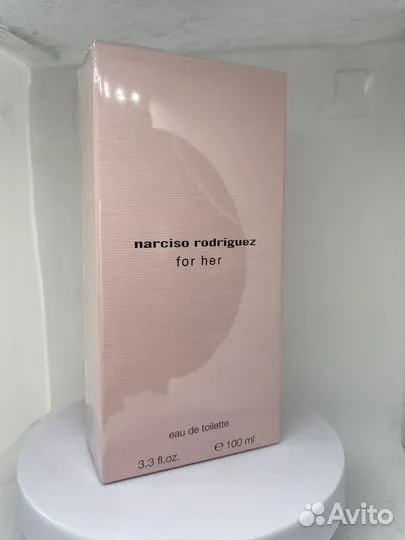 narciso rodriguez
for her
eau de toilette
3.3 fl.oz. ℮ 100 ml
Avito